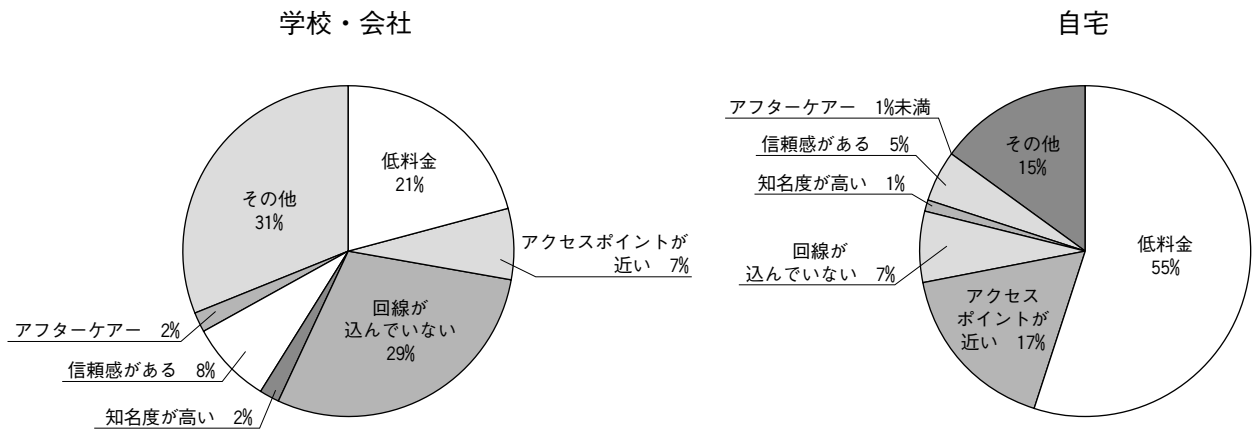 学校・会社
低料金
21%
アクセスポイントが
近い 7%
回線が
込んでいない
29%
知名度が高い 2%
信頼感がある 8%
アフターケアー 2%
その他
31%
自宅
低料金
55%
アクセス
ポイントが
近い 17%
回線が
込んでいない 7%
知名度が高い 1%
信頼感がある 5%
アフターケアー 1%未満
その他
15%